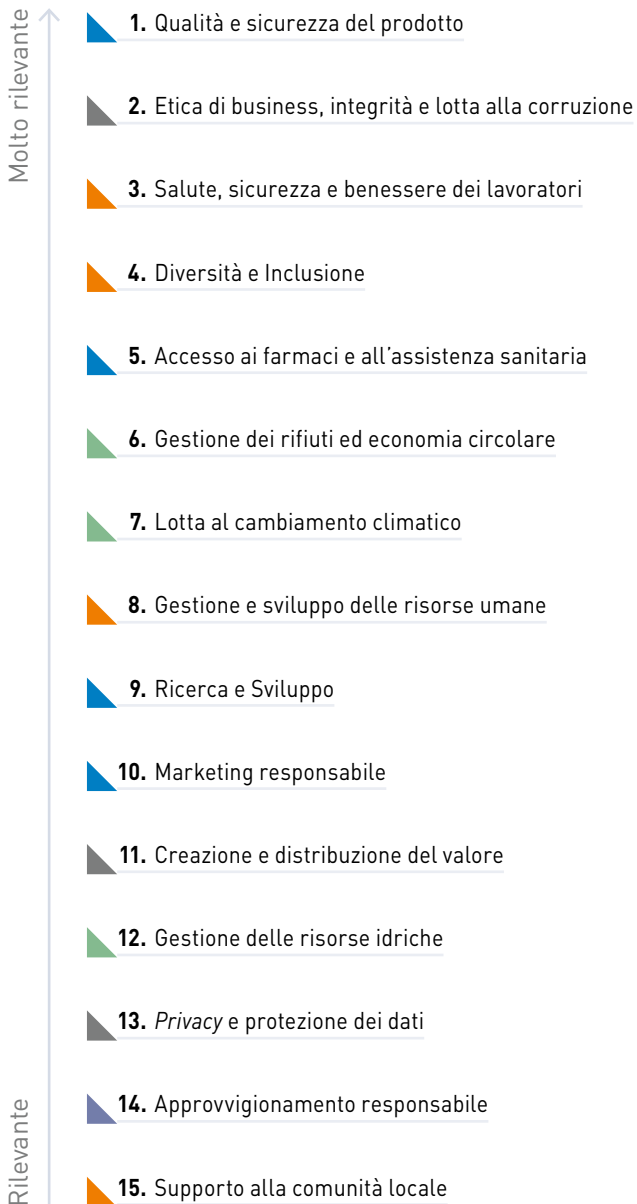 Molto rilevante
1. Qualità e sicurezza del prodotto
2. Etica di business, integrità e lotta alla corruzione
3. Salute, sicurezza e benessere dei lavoratori
4. Diversità e Inclusione
5. Accesso ai farmaci e all'assistenza sanitaria
6. Gestione dei rifiuti ed economia circolare
7. Lotta al cambiamento climatico
8. Gestione e sviluppo delle risorse umane
9. Ricerca e Sviluppo
10. Marketing responsabile
11. Creazione e distribuzione del valore
12. Gestione delle risorse idriche
13. Privacy e protezione dei dati
14. Approvvigionamento responsabile
15. Supporto alla comunità locale
Rilevante